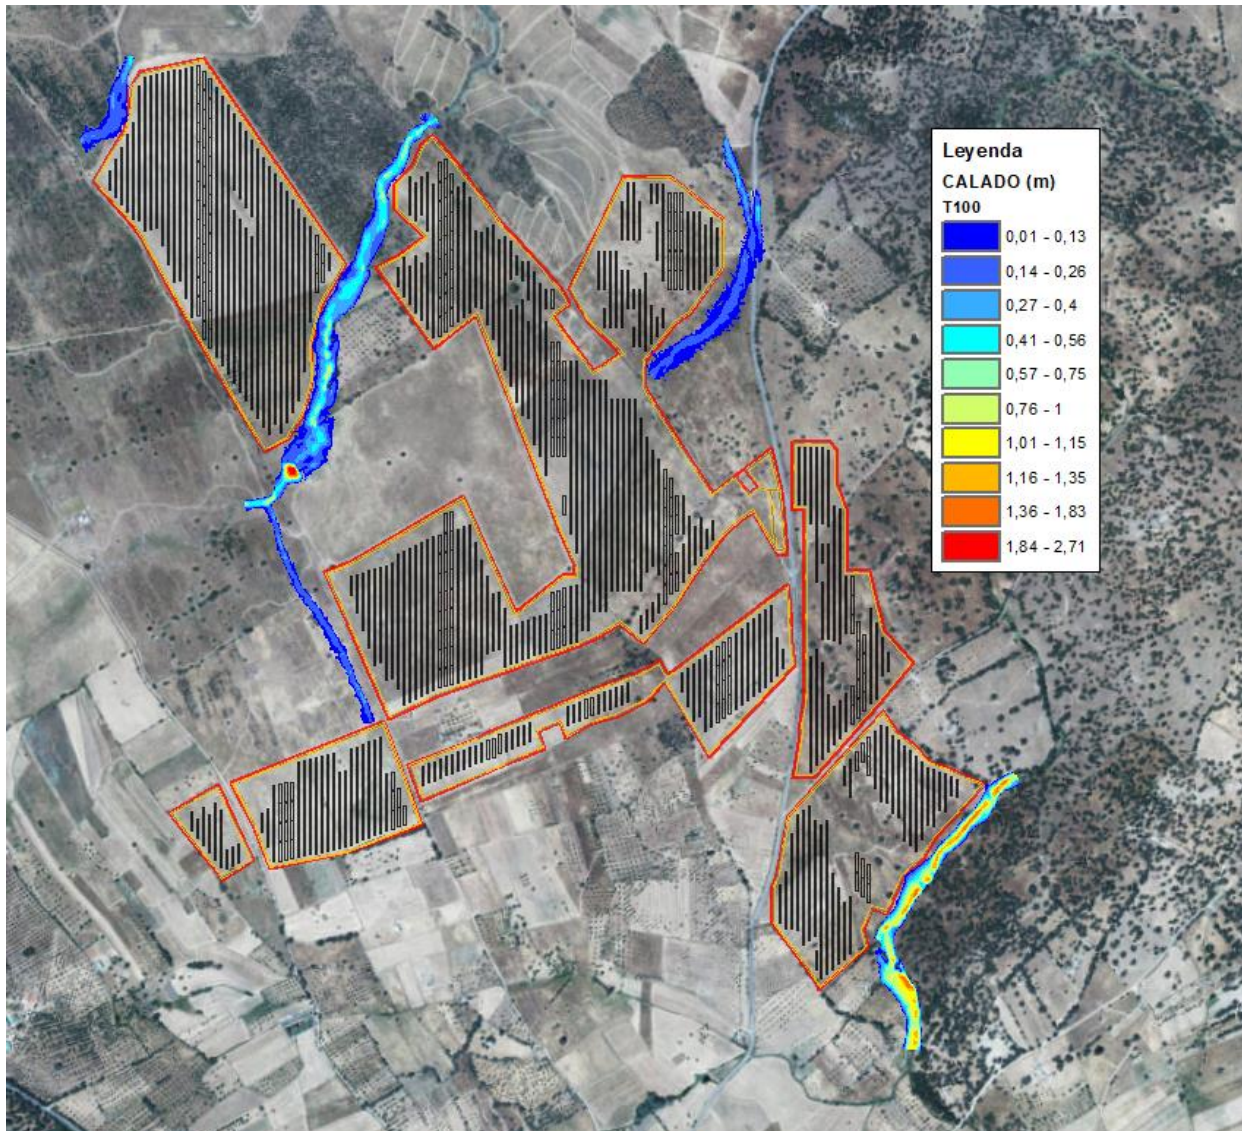 Leyenda
CALADO (m)
T100
0,01 - 0,13
0,14 - 0,26
0,27 - 0,4
0,41 - 0,56
0,57 - 0,75
0,76 - 1
1,01 - 1,15
1,16 - 1,35
1,36 - 1,83
1,84 - 2,71